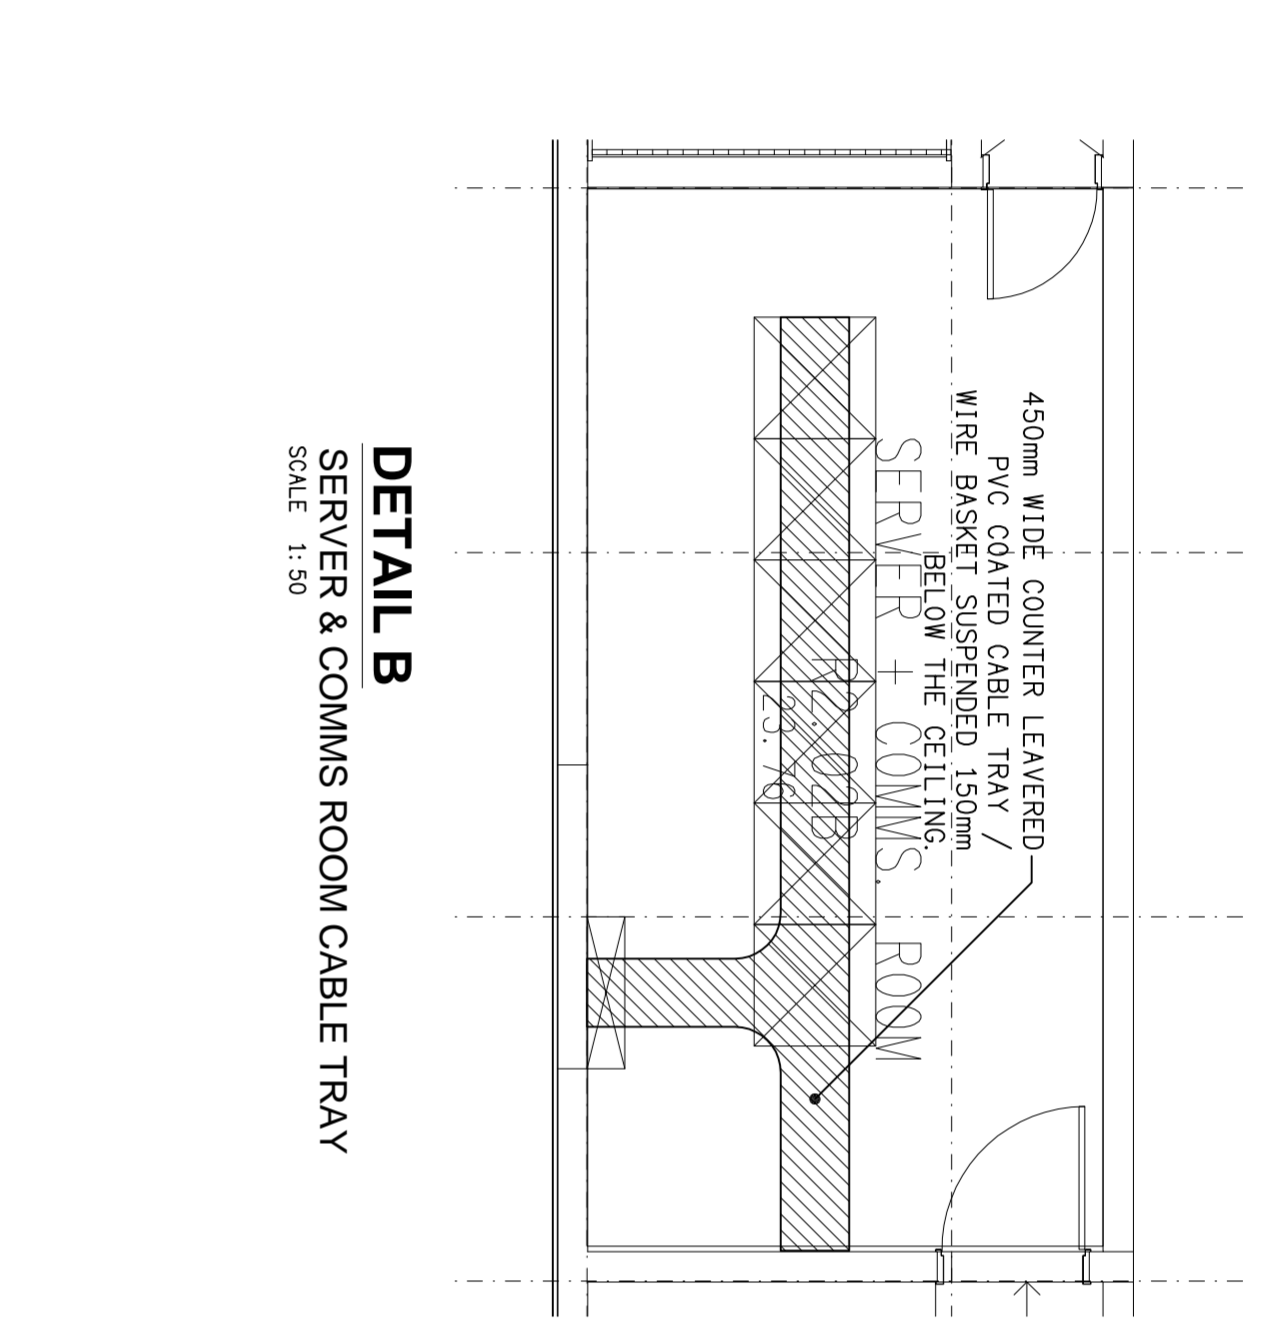 450mm WIDE COUNTER LEAVERED
PVC COATED CABLE TRAY /
WIRE BASKET SUSPENDED 150mm
BELOW THE CEILING.
SERVER + COMMS. ROOM
R2.02B
23.76
DETAIL B
SERVER & COMMS ROOM CABLE TRAY
SCALE 1:50